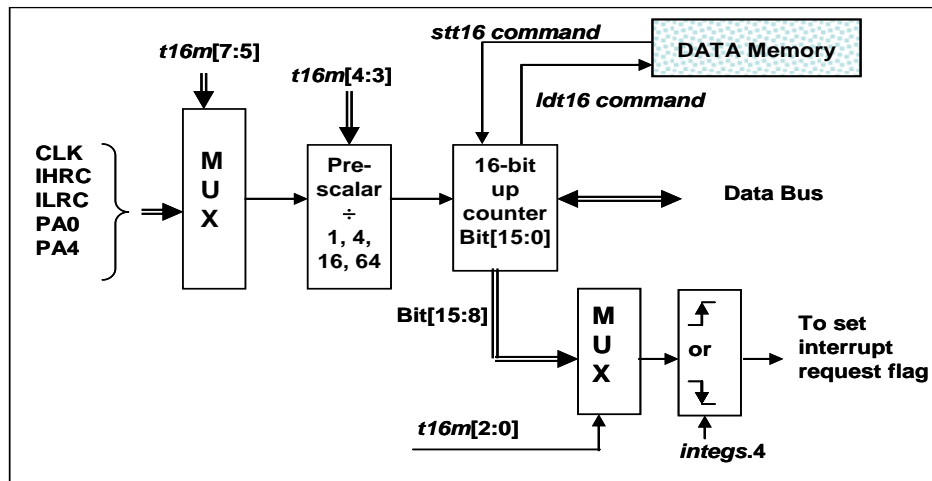 stt16 command
DATA Memory
t16m[7:5]
t16m[4:3]
ldt16 command
CLK
IHRC
ILRC
PA0
PA4
M
U
X
Pre-
scalar
÷
1, 4,
16, 64
16-bit
up
counter
Bit[15:0]
Data Bus
Bit[15:8]
M
U
X
or
To set
interrupt
request flag
t16m[2:0]
integs.4